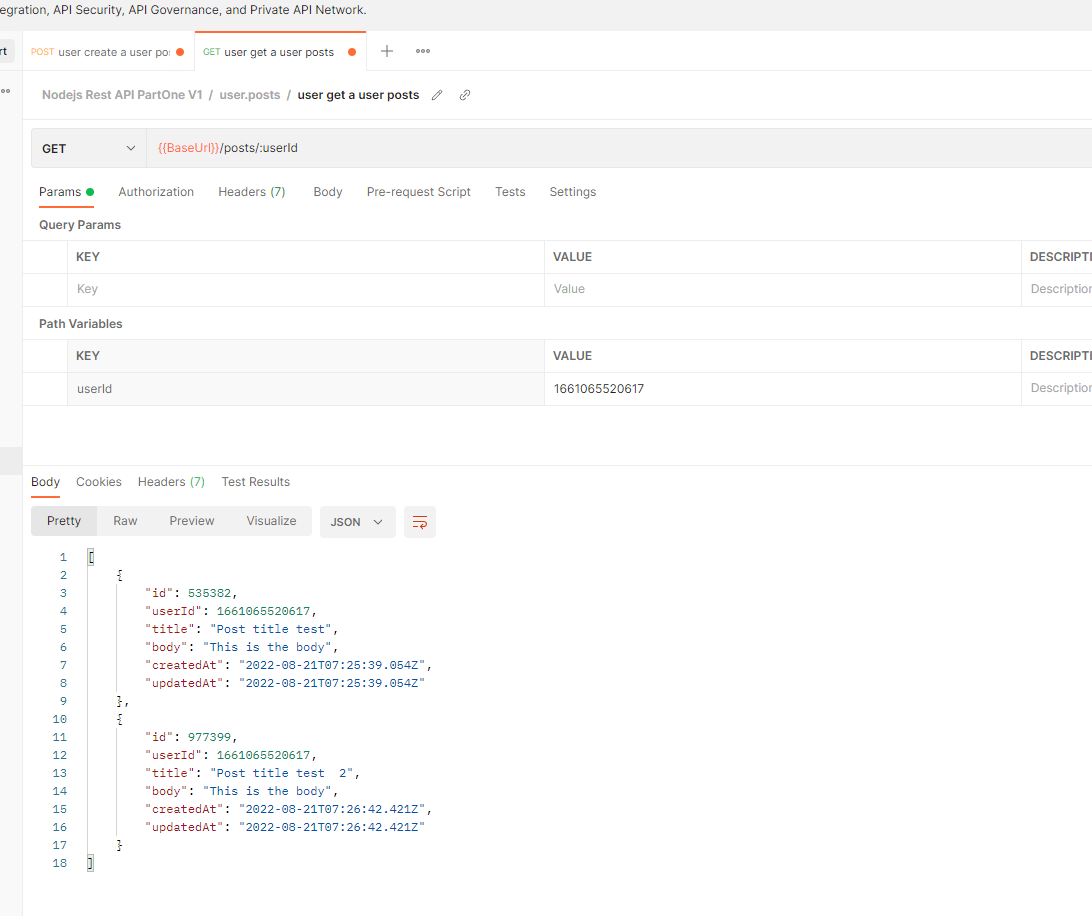 egration, API Security, API Governance, and Private API Network.
rt POST user create a user po GET user get a user posts
Nodejs Rest API PartOne V1 / user.posts / user get a user posts
GET {{BaseUrl}}/posts/:userId
Params Authorization Headers (7) Body Pre-request Script Tests Settings
Query Params
KEY VALUE DESCRIPTI
Key Value Description
Path Variables
KEY VALUE DESCRIPTI
userId 1661065520617 Description
Body Cookies Headers (7) Test Results
Pretty Raw Preview Visualize JSON
1 [
2 {
3 "id": 535382,
4 "userId": 1661065520617,
5 "title": "Post title test",
6 "body": "This is the body",
7 "createdAt": "2022-08-21T07:25:39.054Z",
8 "updatedAt": "2022-08-21T07:25:39.054Z"
9 },
10 {
11 "id": 977399,
12 "userId": 1661065520617,
13 "title": "Post title test  2",
14 "body": "This is the body",
15 "createdAt": "2022-08-21T07:26:42.421Z",
16 "updatedAt": "2022-08-21T07:26:42.421Z"
17 }
18 ]